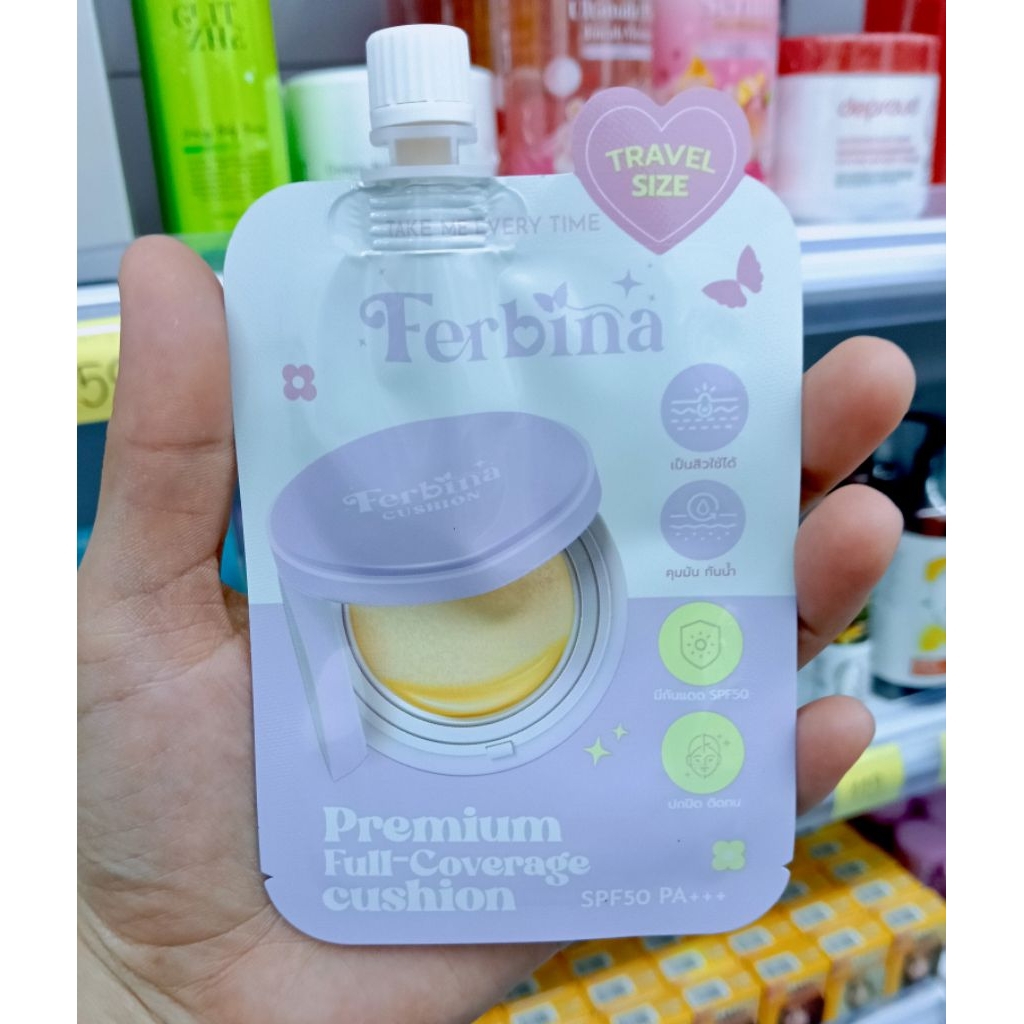 GLIT
TRAVEL
SIZE
TAKE ME EVERY TIME
deproud
Ferbina
เป็นสิวใช้ได้
Ferbina
CUSHION
คุมมัน กันน้ำ
มีกันแดด SPF50
ปกปิด ติดทน
Premium
Full-Coverage
cushion
SPF50 PA+++